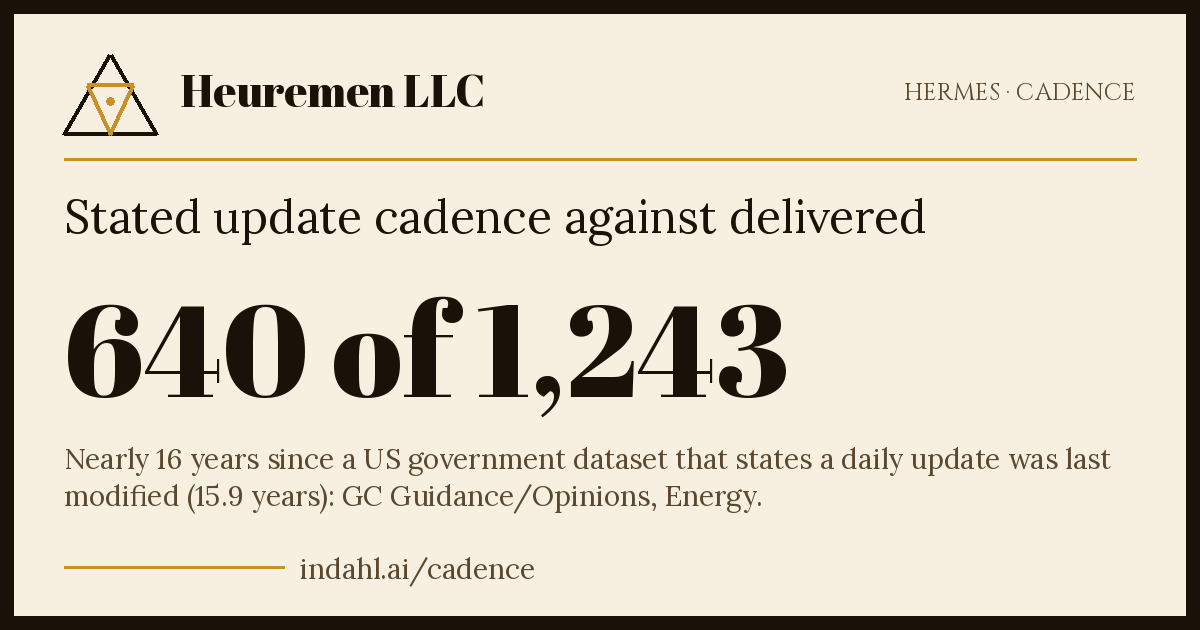 Heuremen LLC
HERMES · CADENCE
Stated update cadence against delivered
640 of 1,243
Nearly 16 years since a US government dataset that states a daily update was last
modified (15.9 years): GC Guidance/Opinions, Energy.
indahl.ai/cadence